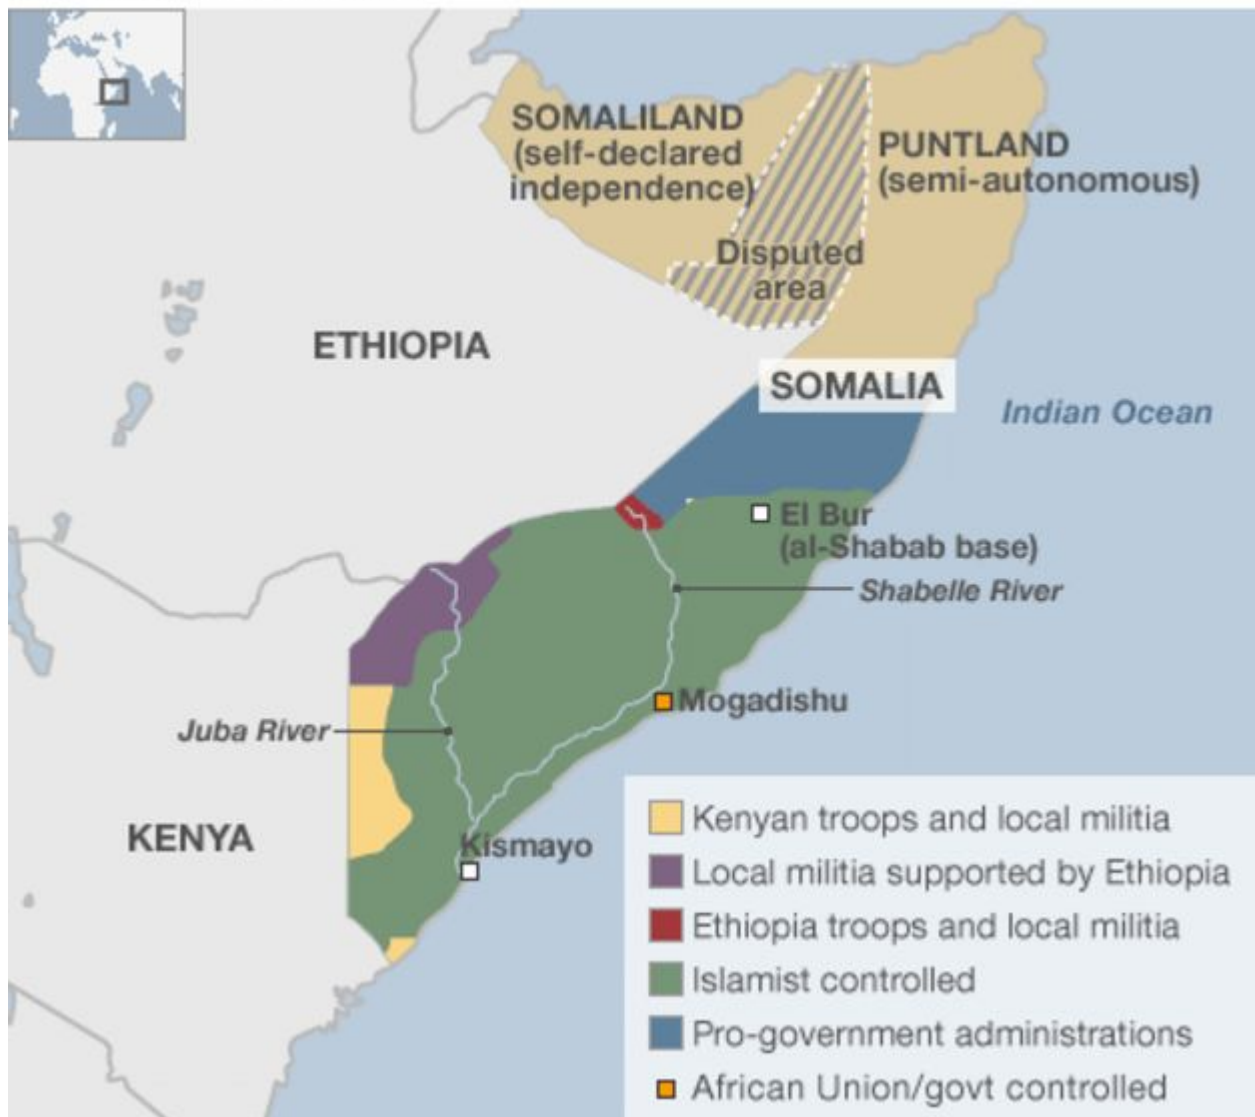 SOMALILAND
(self-declared
independence)
PUNTLAND
(semi-autonomous)
Disputed
area
ETHIOPIA
SOMALIA
Indian Ocean
El Bur
(al-Shabab base)
Shabelle River
Mogadishu
Juba River
KENYA
Kismayo
Kenyan troops and local militia
Local militia supported by Ethiopia
Ethiopia troops and local militia
Islamist controlled
Pro-government administrations
African Union/govt controlled